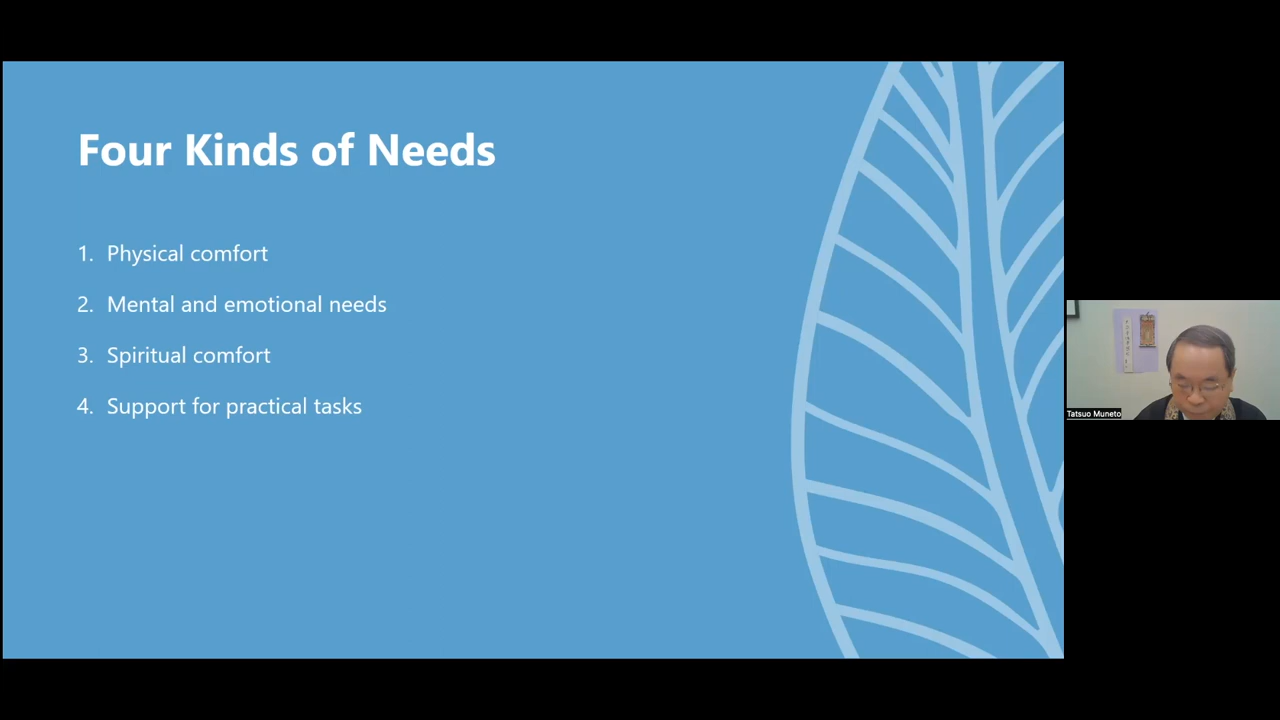 Four Kinds of Needs
1. Physical comfort
2. Mental and emotional needs
3. Spiritual comfort
4. Support for practical tasks
Tatsuo Muneto